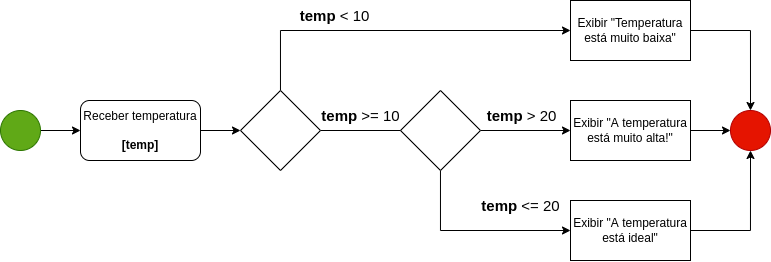 temp < 10
Exibir "Temperatura
está muito baixa"
Receber temperatura
[temp]
temp >= 10
temp > 20
Exibir "A temperatura
está muito alta!"
temp <= 20
Exibir "A temperatura
está ideal"